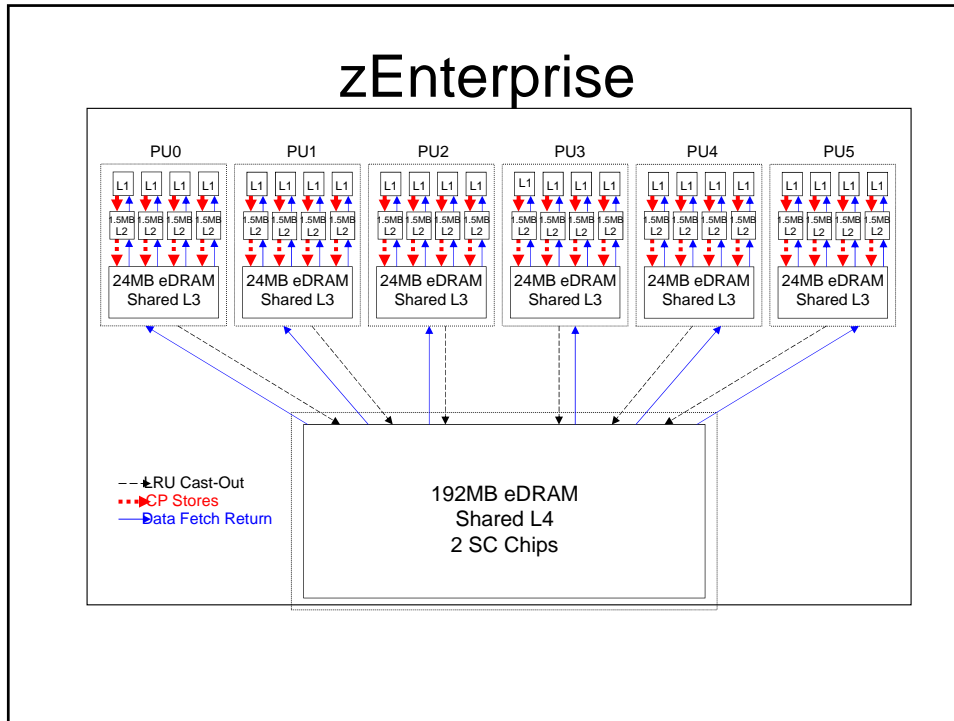 zEnterprise
PU0 PU1 PU2 PU3 PU4 PU5
L1 L1 L1 L1 L1 L1 L1 L1 L1 L1 L1 L1 L1 L1 L1 L1 L1 L1 L1 L1 L1 L1 L1 L1
1.5MB 1.5MB 1.5MB 1.5MB 1.5MB 1.5MB 1.5MB 1.5MB 1.5MB 1.5MB 1.5MB 1.5MB 1.5MB 1.5MB 1.5MB 1.5MB 1.5MB 1.5MB 1.5MB 1.5MB 1.5MB 1.5MB 1.5MB 1.5MB
L2 L2 L2 L2 L2 L2 L2 L2 L2 L2 L2 L2 L2 L2 L2 L2 L2 L2 L2 L2 L2 L2 L2 L2
24MB eDRAM 24MB eDRAM 24MB eDRAM 24MB eDRAM 24MB eDRAM 24MB eDRAM
Shared L3 Shared L3 Shared L3 Shared L3 Shared L3 Shared L3
LRU Cast-Out
CP Stores
Data Fetch Return
192MB eDRAM
Shared L4
2 SC Chips